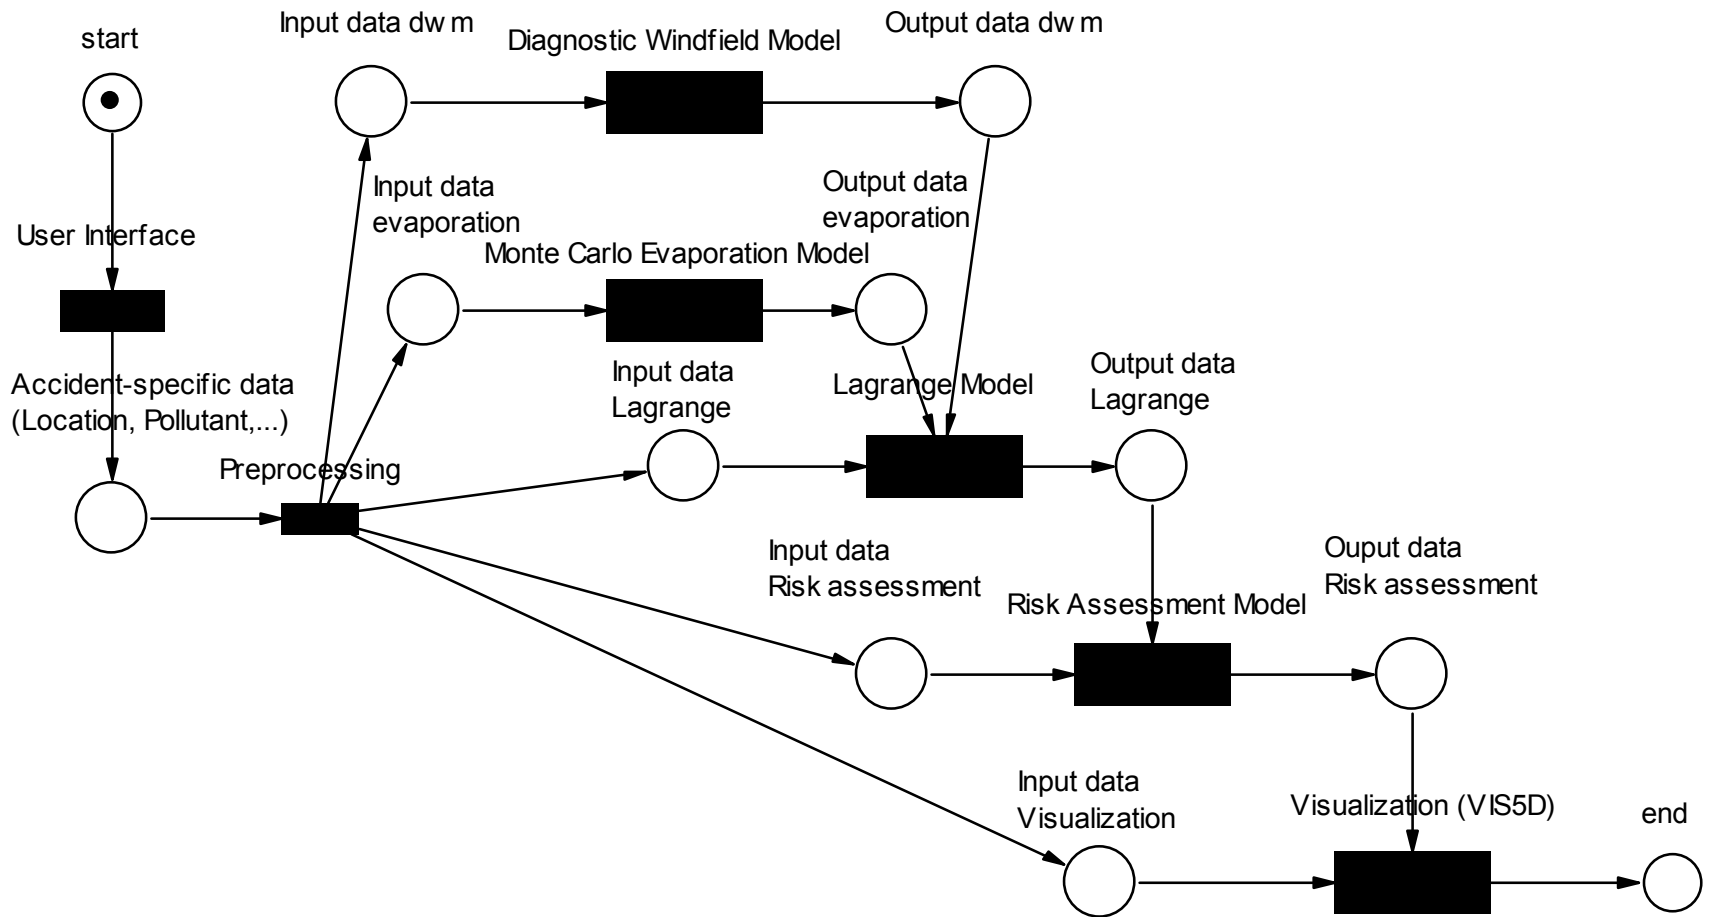 start
Input data dwm
Diagnostic Windfield Model
Output data dwm
Input data
evaporation
Output data
evaporation
User Interface
Monte Carlo Evaporation Model
Accident-specific data
(Location, Pollutant,...)
Input data
Lagrange
Lagrange Model
Output data
Lagrange
Preprocessing
Input data
Risk assessment
Risk Assessment Model
Ouput data
Risk assessment
Input data
Visualization
Visualization (VIS5D)
end